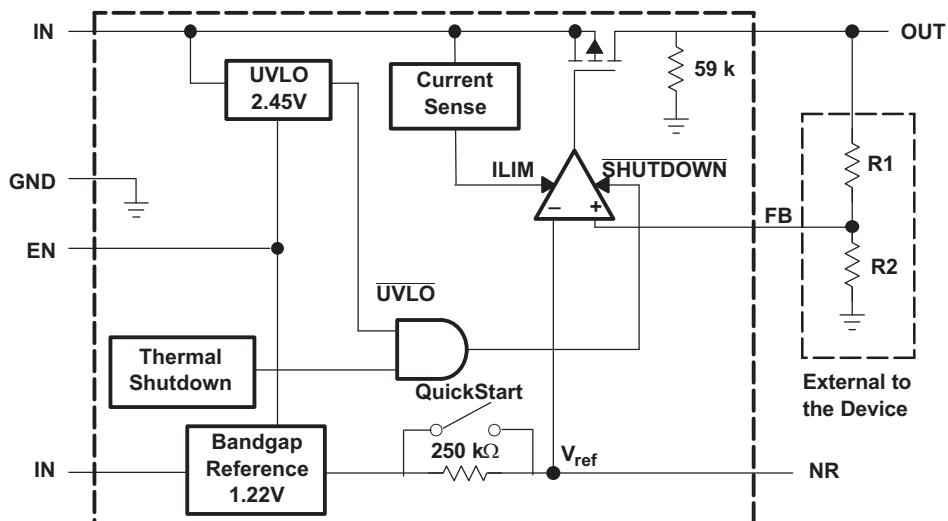 IN
OUT
UVLO
2.45V
Current
Sense
59 k
GND
ILIM
SHUTDOWN
R1
FB
EN
R2
UVLO
Thermal
Shutdown
QuickStart
External to
the Device
IN
Bandgap
Reference
1.22V
250 kΩ
Vref
NR
− +